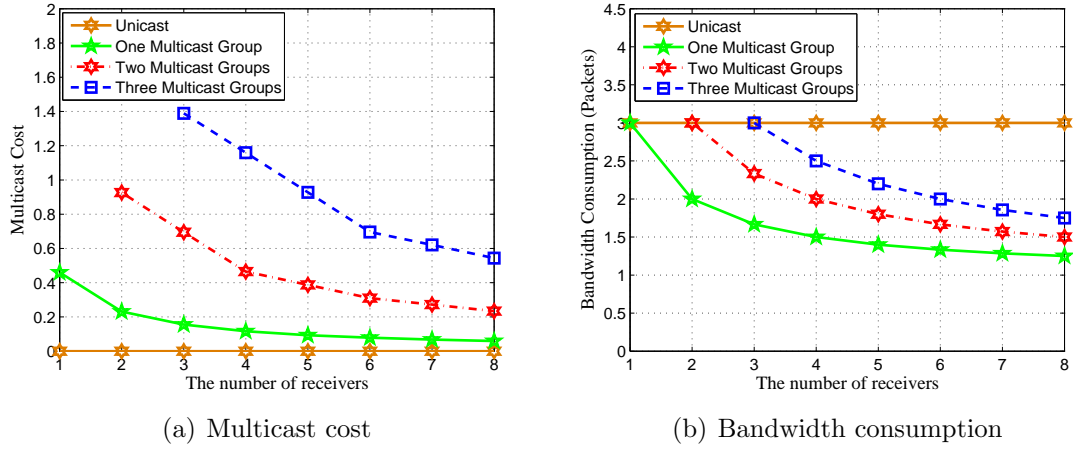 2
1.8
1.6
1.4
1.2
1
0.8
0.6
0.4
0.2
0
Multicast Cost
Unicast
One Multicast Group
Two Multicast Groups
Three Multicast Groups
1 2 3 4 5 6 7 8
The number of receivers
(a) Multicast cost
4.5
4
3.5
3
2.5
2
1.5
1
0.5
0
Bandwidth Consumption (Packets)
Unicast
One Multicast Group
Two Multicast Groups
Three Multicast Groups
1 2 3 4 5 6 7 8
The number of receivers
(b) Bandwidth consumption